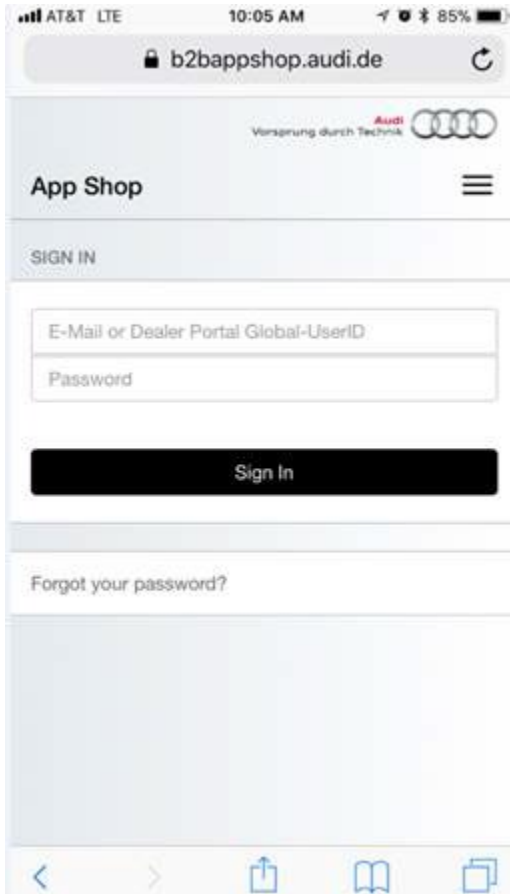 AT&T LTE 10:05 AM 85%
b2bappshop.audi.de
Audi
Vorsprung durch Technik
App Shop
SIGN IN
E-Mail or Dealer Portal Global-UserID
Password
Sign In
Forgot your password?